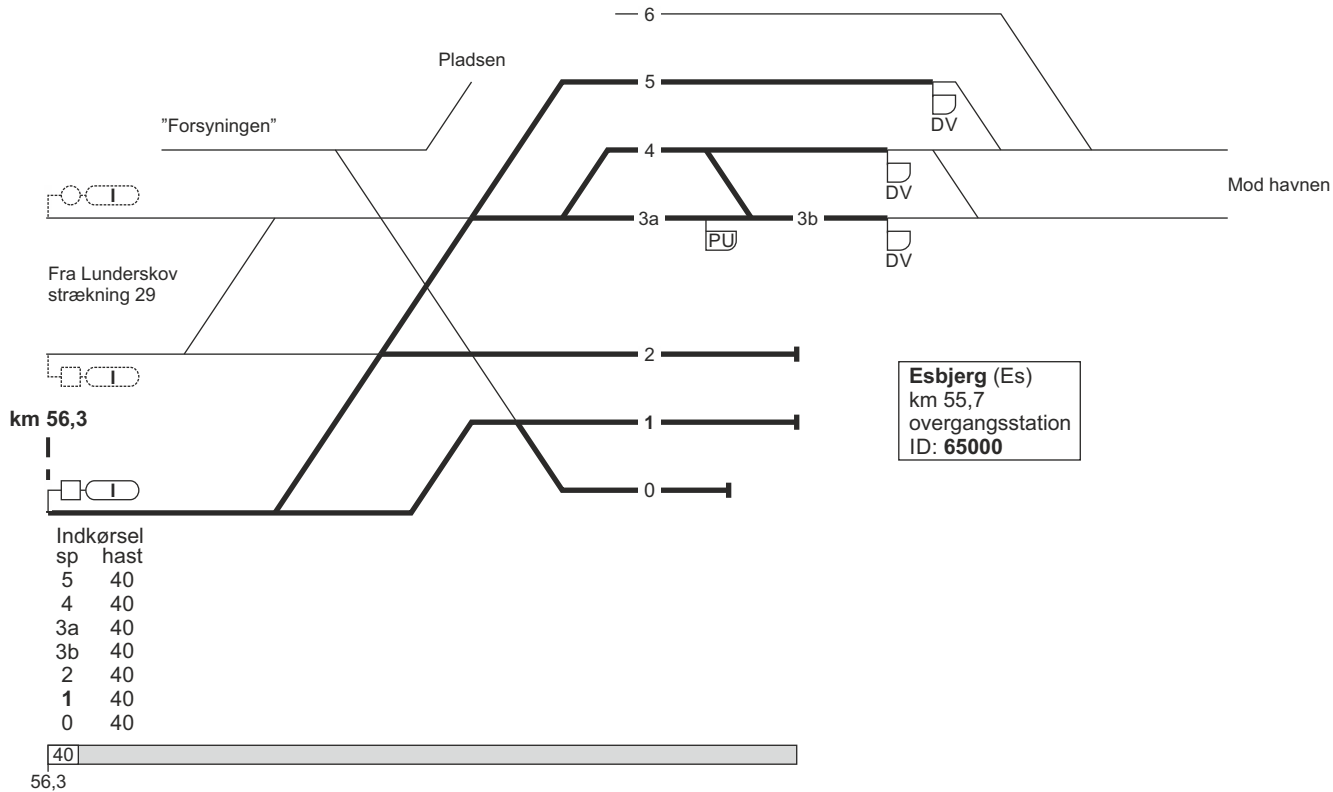 6
Pladsen
5
DV
"Forsyningen"
4
DV
Mod havnen
I
3a
3b
PU
DV
Fra Lunderskov
strækning 29
2
I
Esbjerg (Es)
km 55,7
overgangsstation
ID: 65000
km 56,3
1
I
0
Indkørsel
sp hast
5 40
4 40
3a 40
3b 40
2 40
1 40
0 40
40
56,3